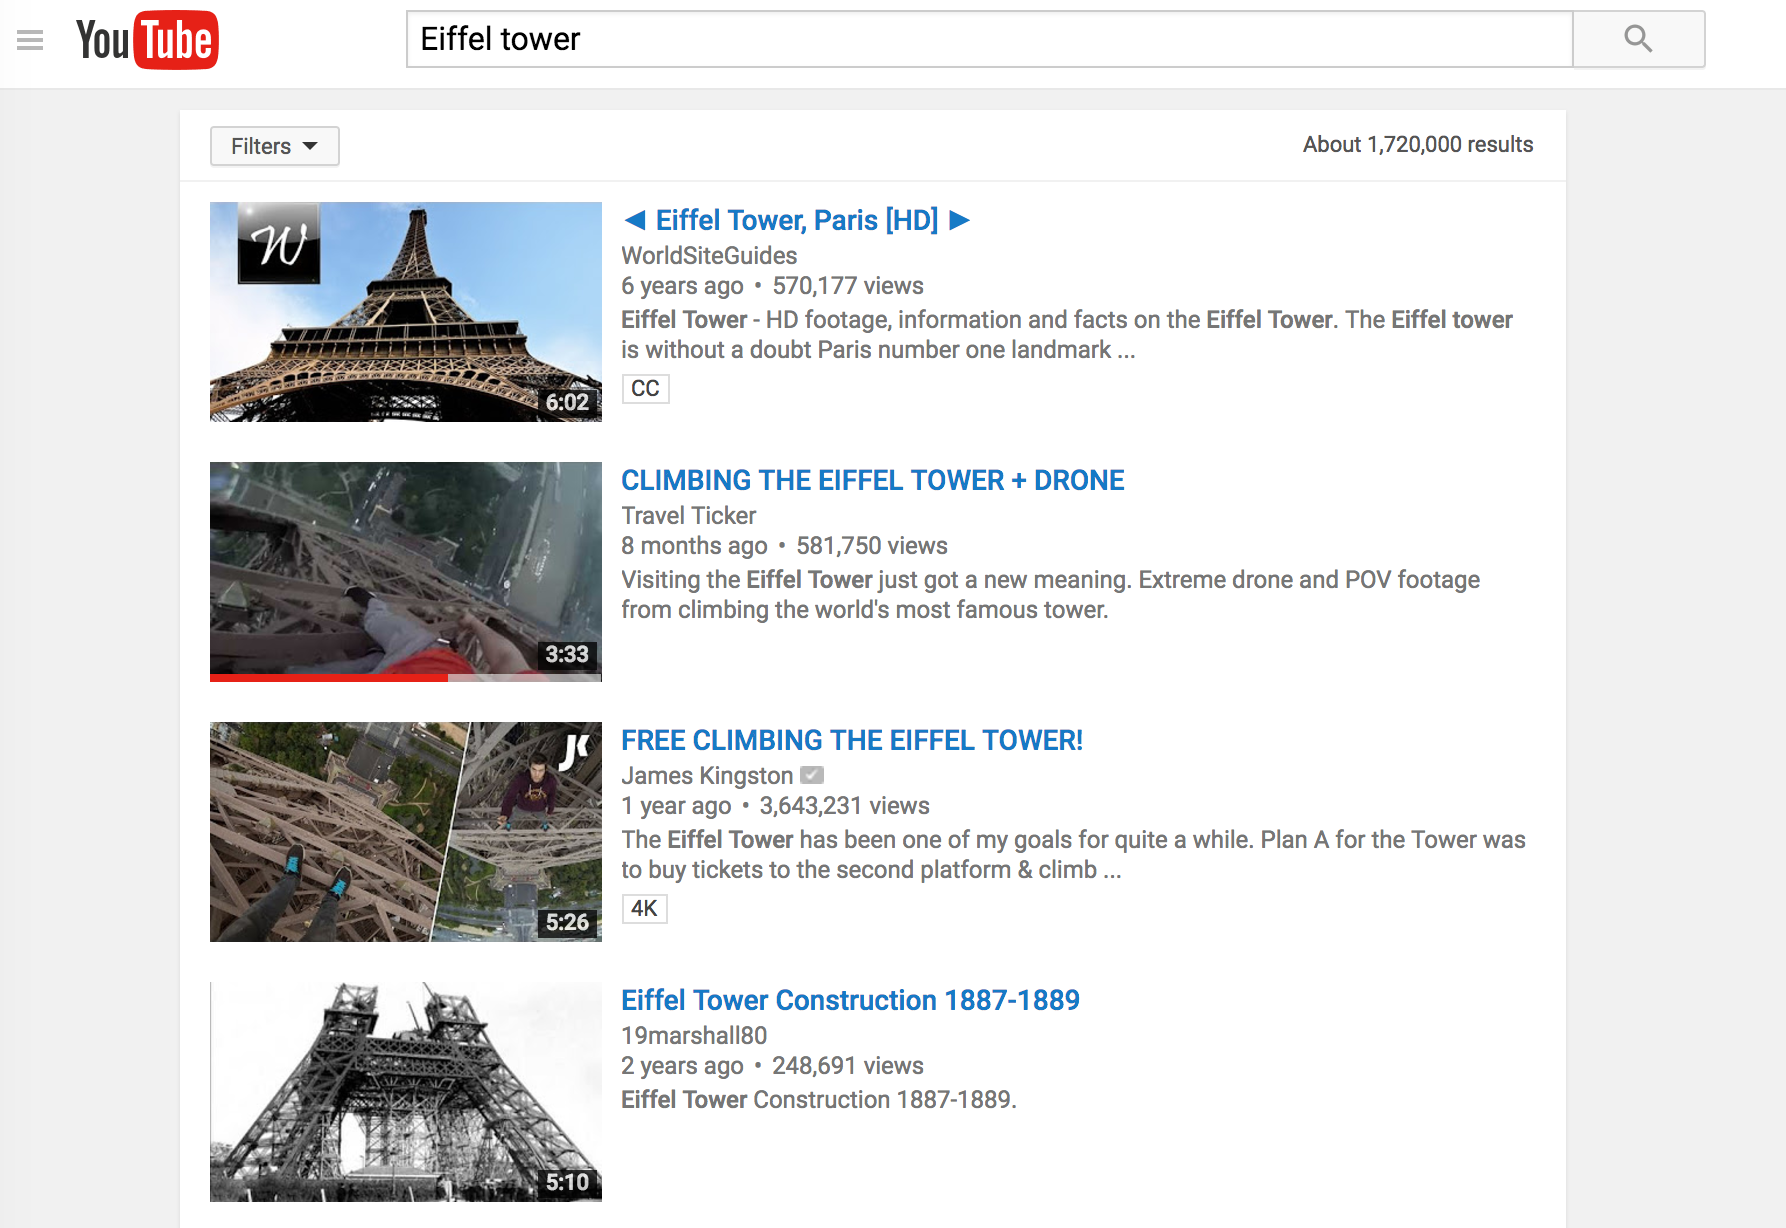 YouTube
Eiffel tower
Filters
About 1,720,000 results
W
6:02
◀ Eiffel Tower, Paris [HD] ▶
WorldSiteGuides
6 years ago • 570,177 views
Eiffel Tower - HD footage, information and facts on the Eiffel Tower. The Eiffel tower
is without a doubt Paris number one landmark ...
CC
3:33
CLIMBING THE EIFFEL TOWER + DRONE
Travel Ticker
8 months ago • 581,750 views
Visiting the Eiffel Tower just got a new meaning. Extreme drone and POV footage
from climbing the world's most famous tower.
JK
5:26
FREE CLIMBING THE EIFFEL TOWER!
James Kingston
1 year ago • 3,643,231 views
The Eiffel Tower has been one of my goals for quite a while. Plan A for the Tower was
to buy tickets to the second platform & climb ...
4K
5:10
Eiffel Tower Construction 1887-1889
19marshall80
2 years ago • 248,691 views
Eiffel Tower Construction 1887-1889.